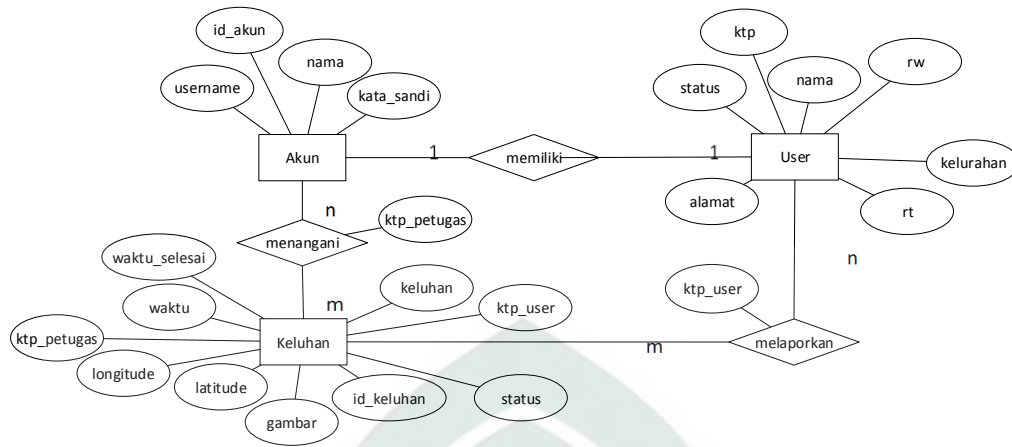 id_akun
nama
username
kata_sandi
Akun
1
memiliki
1
ktp
rw
status
nama
User
kelurahan
alamat
rt
n
ktp_petugas
menangani
waktu_selesai
m
keluhan
waktu
ktp_user
ktp_petugas
Keluhan
longitude
latitude
gambar
id_keluhan
status
n
ktp_user
m
melaporkan